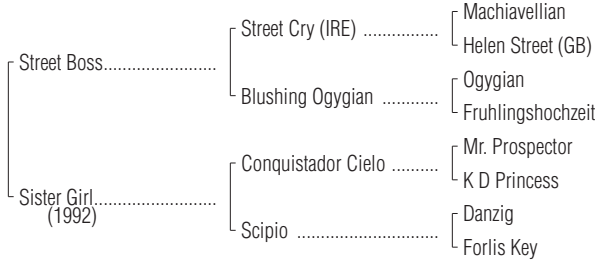 Machiavellian
Street Cry (IRE) ................
Helen Street (GB)
Street Boss........................
Ogygian
Blushing Ogygian ............
Fruhlingshochzeit
Mr. Prospector
Conquistador Cielo ..........
K D Princess
Sister Girl..........................
(1992)
Danzig
Scipio ..............................
Forlis Key